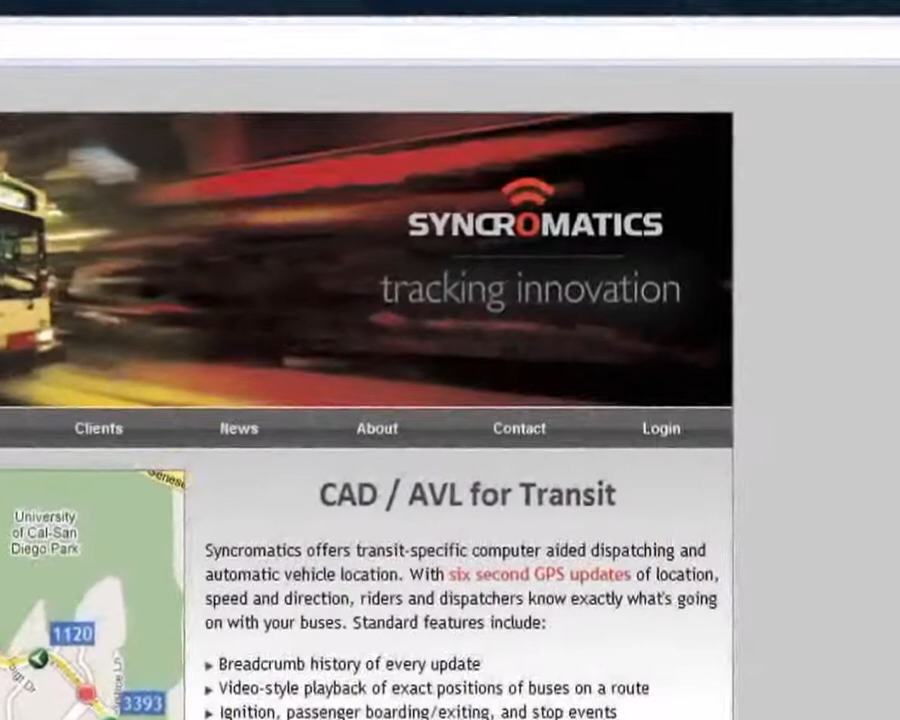 SYNCROMATICS
tracking innovation
Clients
News
About
Contact
Login
CAD / AVL for Transit
University
of Cal-San
Diego Park
1120
3393
Syncromatics offers transit-specific computer aided dispatching and
automatic vehicle location. With six second GPS updates of location,
speed and direction, riders and dispatchers know exactly what's going
on with your buses. Standard features include:
▸ Breadcrumb history of every update
▸ Video-style playback of exact positions of buses on a route
▸ Ignition, passenger boarding/exiting, and stop events